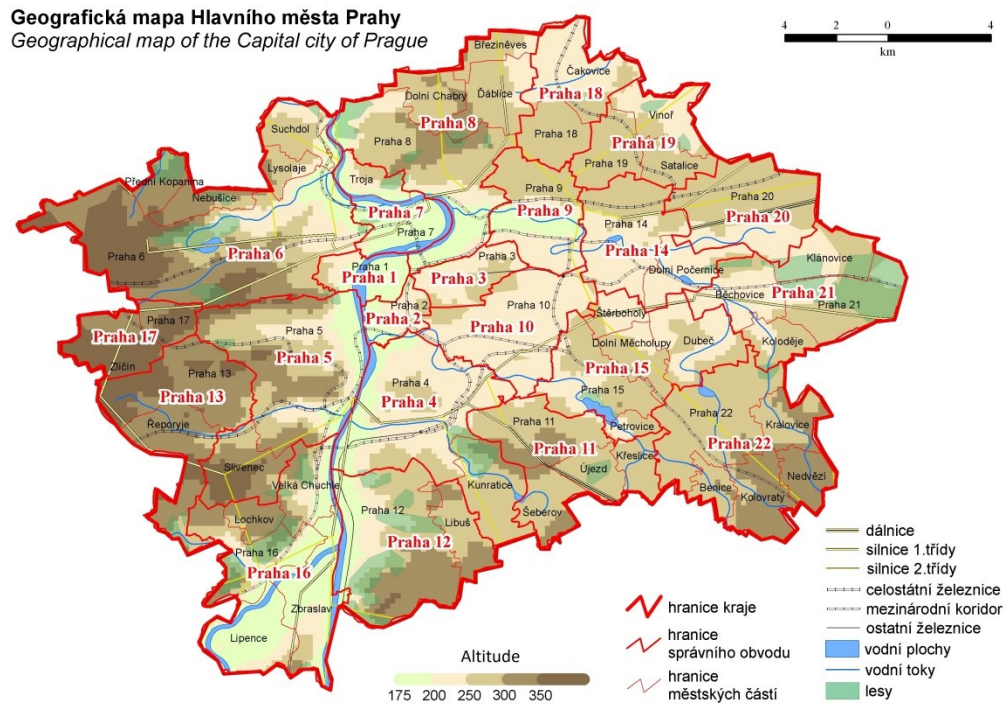 Geografická mapa Hlavního města Prahy
Geographical map of the Capital city of Prague
4 2 0 4
km
Březiněves
Čakovice
Praha 18
Dolní Chabry
Ďáblice
Praha 8
Vinoř
Suchdol
Praha 8
Praha 18
Praha 19
Lysolaje
Praha 19
Satalice
Troja
Přední Kopanina
Nebušice
Praha 9
Praha 20
Praha 7
Praha 9
Praha 14
Praha 20
Praha 7
Praha 6
Praha 6
Praha 14
Praha 3
Klánovice
Praha 1
Dolní Počernice
Praha 1
Praha 3
Běchovice
Praha 21
Praha 2
Praha 10
Praha 21
Praha 2
Štěrboholy
Praha 17
Praha 5
Praha 10
Praha 17
Dolní Měcholupy
Dubeč
Koloděje
Praha 5
Zličín
Praha 13
Praha 15
Praha 4
Praha 13
Praha 4
Praha 15
Řeporyje
Praha 11
Praha 22
Petrovice
Královice
Praha 11
Praha 22
Křeslice
Slivenec
Újezd
Nedvězí
Velká Chuchle
Kunratice
Benice
Kolovraty
Praha 12
Šeberov
Lochkov
Libuš
Praha 16
Praha 12
Praha 16
Zbraslav
Lipence
Altitude
175 200 250 300 350
hranice kraje
hranice
správního obvodu
hranice
městských částí
dálnice
silnice 1.třídy
silnice 2.třídy
celostátní železnice
mezinárodní koridor
ostatní železnice
vodní plochy
vodní toky
lesy